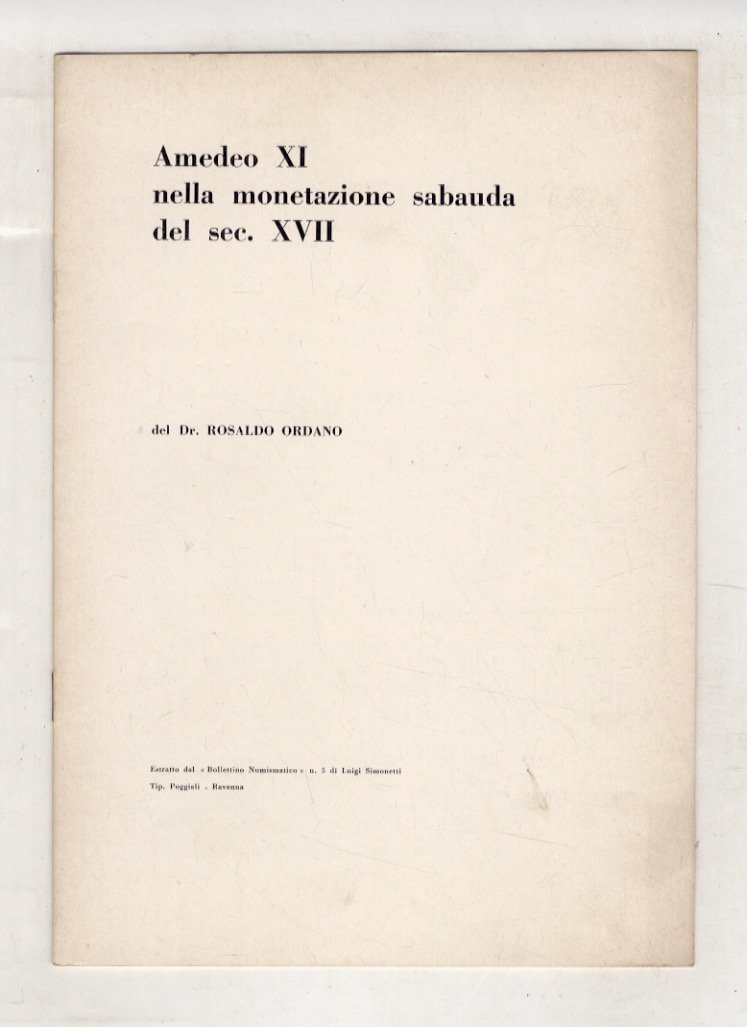 Amedeo XI
nella monetazione sabauda
del sec. XVII
del Dr. ROSALDO ORDANO
Estratto dal « Bollettino Numismatico » n. 5 di Luigi Simonetti
Tip. Poggiali - Ravenna